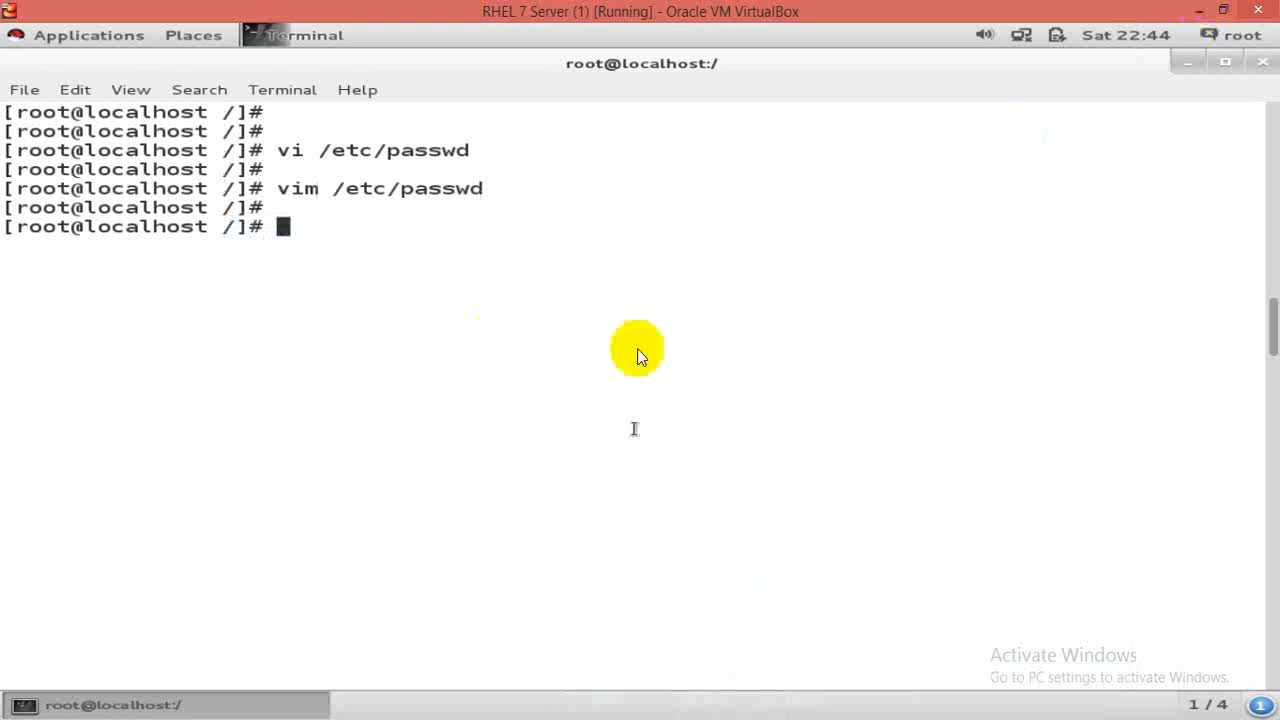 RHEL 7 Server (1) [Running] - Oracle VM VirtualBox
Applications Places Terminal Sat 22:44 root
root@localhost:/
File Edit View Search Terminal Help
[root@localhost /]#
[root@localhost /]#
[root@localhost /]# vi /etc/passwd
[root@localhost /]#
[root@localhost /]# vim /etc/passwd
[root@localhost /]#
[root@localhost /]#
Activate Windows
Go to PC settings to activate Windows.
root@localhost:/ 1 / 4 1